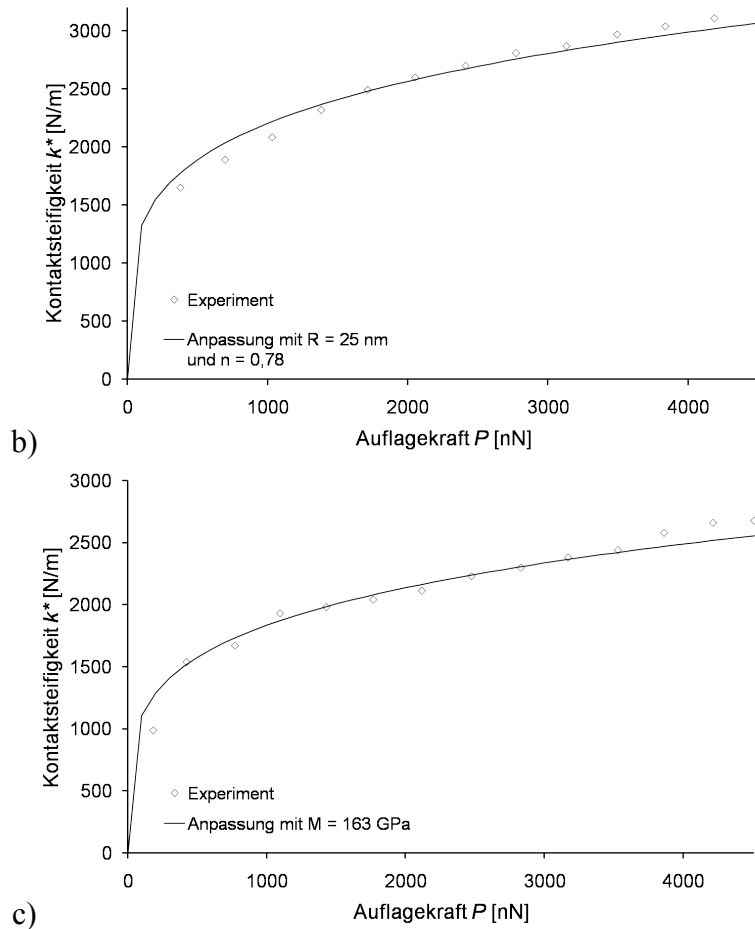 3000
2500
2000
1500
1000
500
0
Kontaktsteifigkeit k* [N/m]
Experiment
Anpassung mit R = 25 nm
und n = 0,78
0 1000 2000 3000 4000
Auflagekraft P [nN]
b)
3000
2500
2000
1500
1000
500
0
Kontaktsteifigkeit k* [N/m]
Experiment
Anpassung mit M = 163 GPa
0 1000 2000 3000 4000
Auflagekraft P [nN]
c)